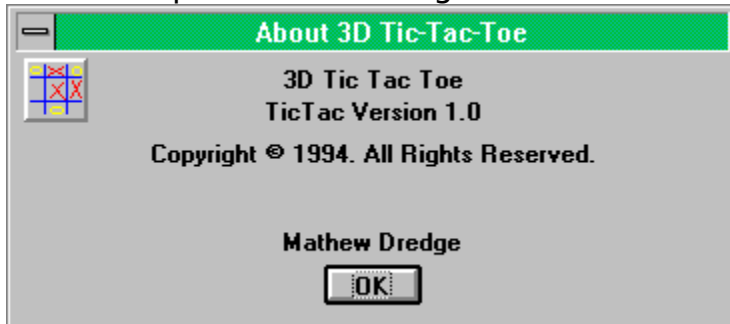 About 3D Tic-Tac-Toe
3D Tic Tac Toe
TicTac Version 1.0
Copyright © 1994. All Rights Reserved.
Mathew Dredge
OK